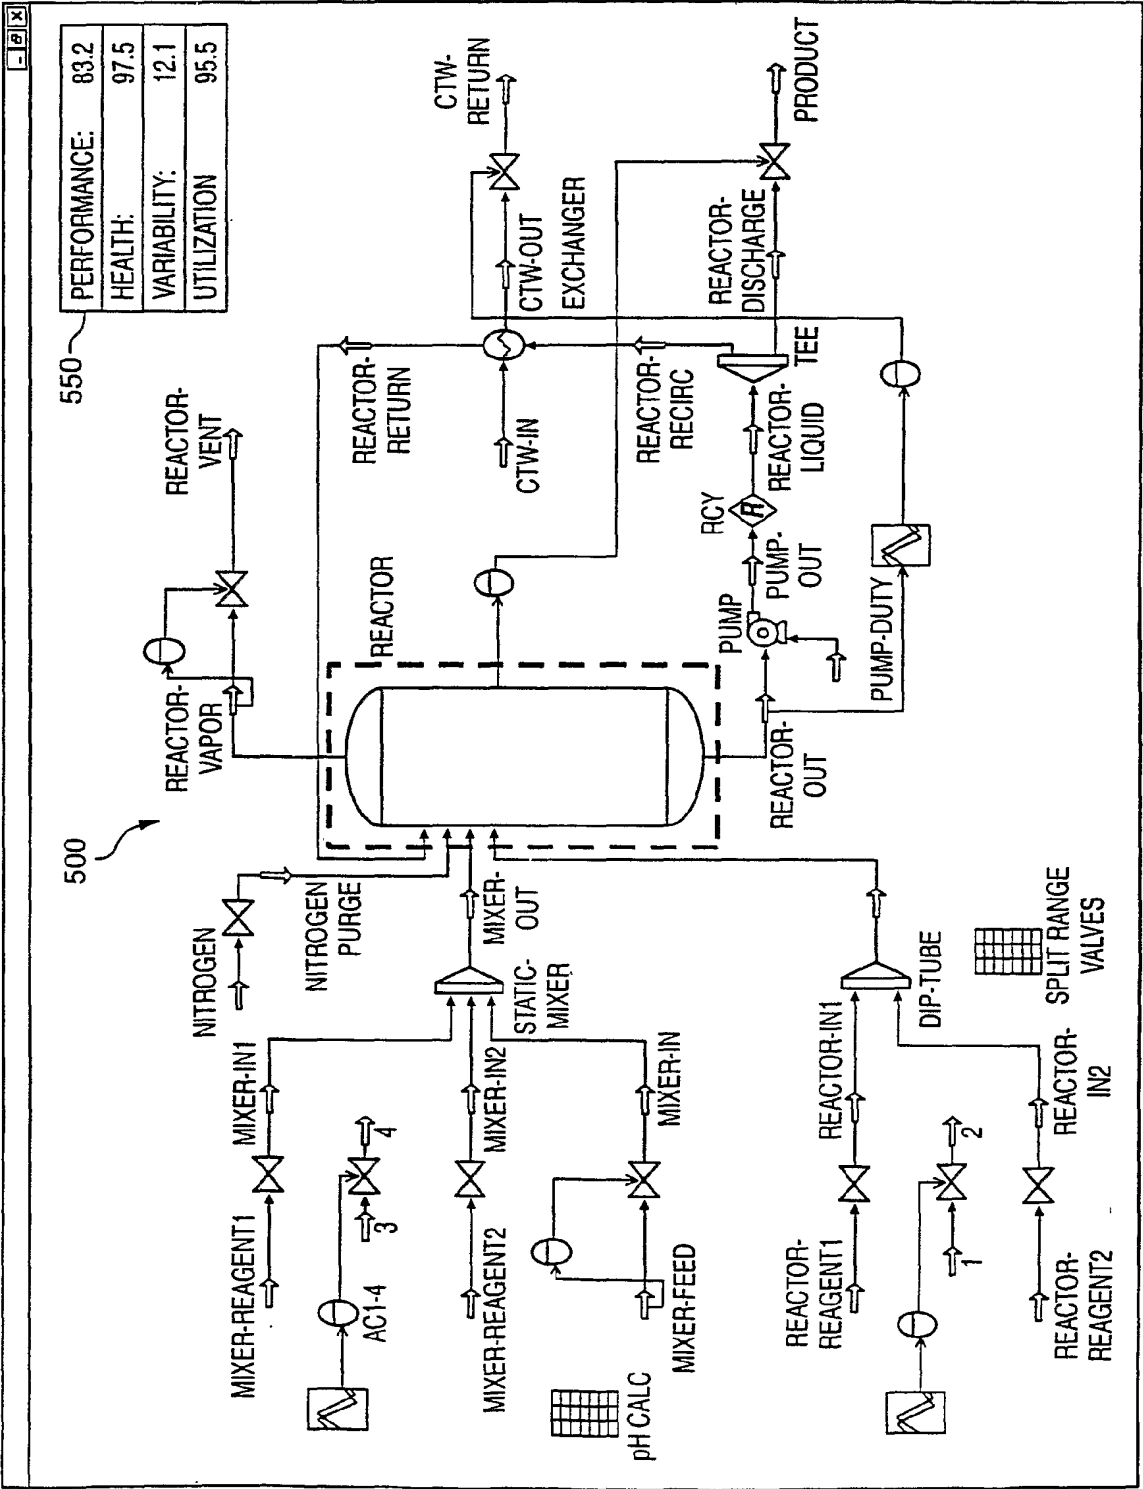 500
550
PERFORMANCE: 83.2
HEALTH: 97.5
VARIABILITY: 12.1
UTILIZATION 95.5
REACTOR-
VENT
REACTOR-
VAPOR
NITROGEN
NITROGEN
PURGE
REACTOR
REACTOR-
RETURN
CTW-
RETURN
CTW-IN
CTW-OUT
EXCHANGER
MIXER-REAGENT1
MIXER-IN1
AC1-4
3
4
MIXER-REAGENT2
MIXER-IN2
STATIC-
MIXER
MIXER-
OUT
MIXER-FEED
MIXER-IN
pH CALC
REACTOR-
RECIRC
RCY
R
PUMP
PUMP-
OUT
REACTOR-
LIQUID
TEE
REACTOR-
DISCHARGE
PRODUCT
REACTOR-
OUT
PUMP-DUTY
REACTOR-
REAGENT1
REACTOR-IN1
DIP-TUBE
1
2
REACTOR-
REAGENT2
REACTOR-
IN2
SPLIT RANGE
VALVES